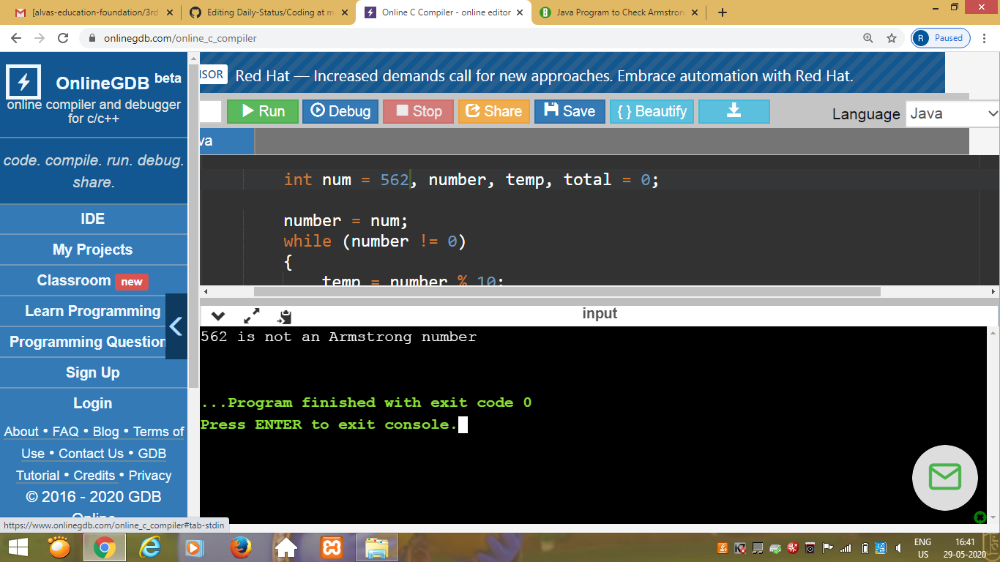 [alvas-education-foundation/3rd
Editing Daily-Status/Coding at m
Online C Compiler - online editor
Java Program to Check Armstron
onlinegdb.com/online_c_compiler
R Paused
OnlineGDB beta
online compiler and debugger
for c/c++
code. compile. run. debug.
share.
IDE
My Projects
Classroom new
Learn Programming
Programming Question
Sign Up
Login
About • FAQ • Blog • Terms of
Use • Contact Us • GDB
Tutorial • Credits • Privacy
© 2016 - 2020 GDB
Online
https://www.onlinegdb.com/online_c_compiler#tab-stdin
ISOR Red Hat — Increased demands call for new approaches. Embrace automation with Red Hat.
Run Debug Stop Share Save { } Beautify Language Java
va
int num = 562, number, temp, total = 0;
number = num;
while (number != 0)
{
temp = number % 10;
input
562 is not an Armstrong number
...Program finished with exit code 0
Press ENTER to exit console.
ENG 16:41
US 29-05-2020